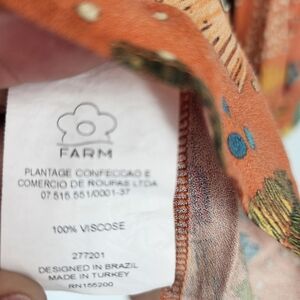 FARM
PLANTAGE CONFECCAO E
COMERCIO DE ROUPAS LTDA
07.515.551/0001-37
100% VISCOSE
277201
DESIGNED IN BRAZIL
MADE IN TURKEY
RN155200